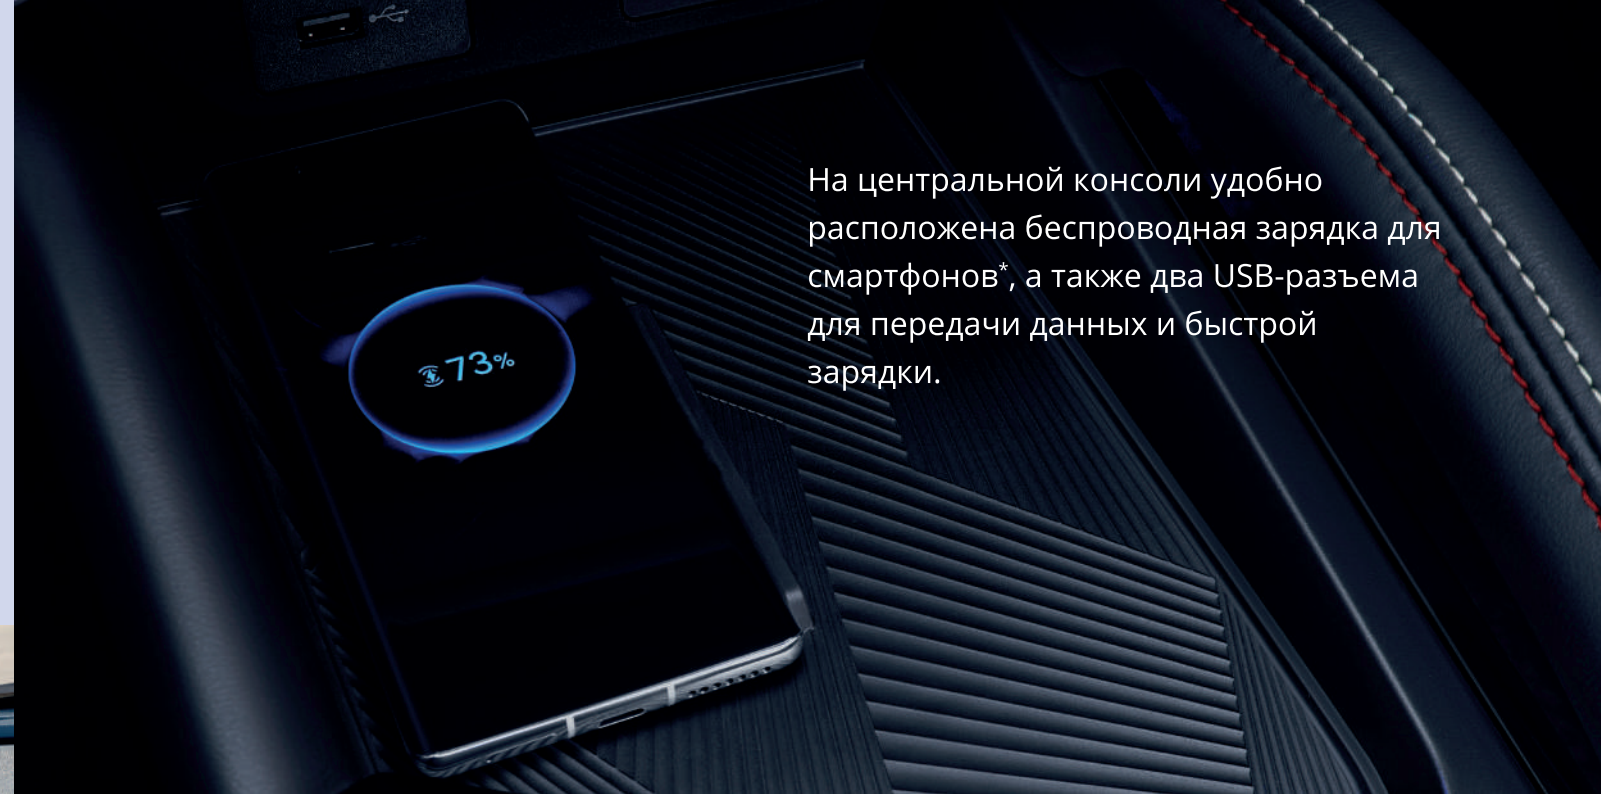 На центральной консоли удобно
расположена беспроводная зарядка для
смартфонов*, а также два USB-разъема
для передачи данных и быстрой
зарядки.
73%